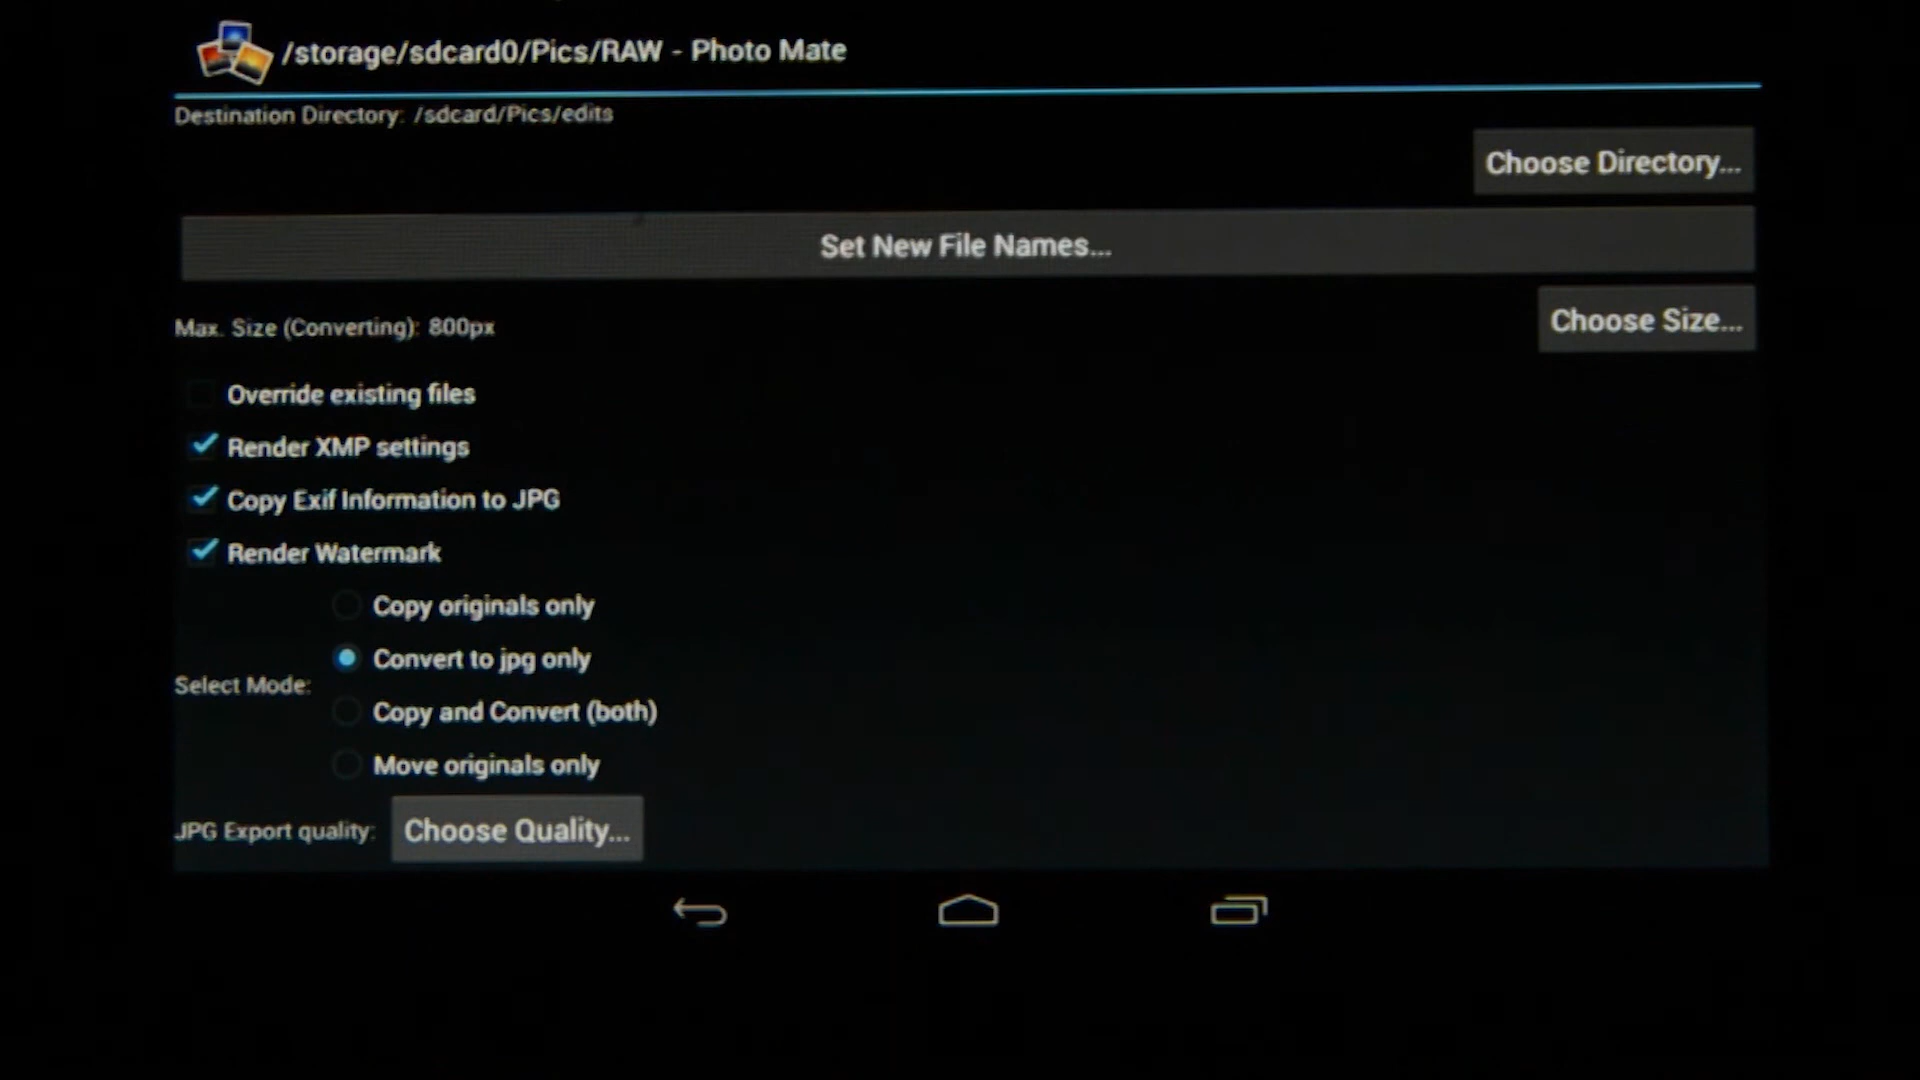 /storage/sdcard0/Pics/RAW - Photo Mate
Destination Directory: /sdcard/Pics/edits
Choose Directory...
Set New File Names...
Max. Size (Converting): 800px
Choose Size...
Override existing files
Render XMP settings
Copy Exif Information to JPG
Render Watermark
Select Mode:
Copy originals only
Convert to jpg only
Copy and Convert (both)
Move originals only
JPG Export quality:
Choose Quality...